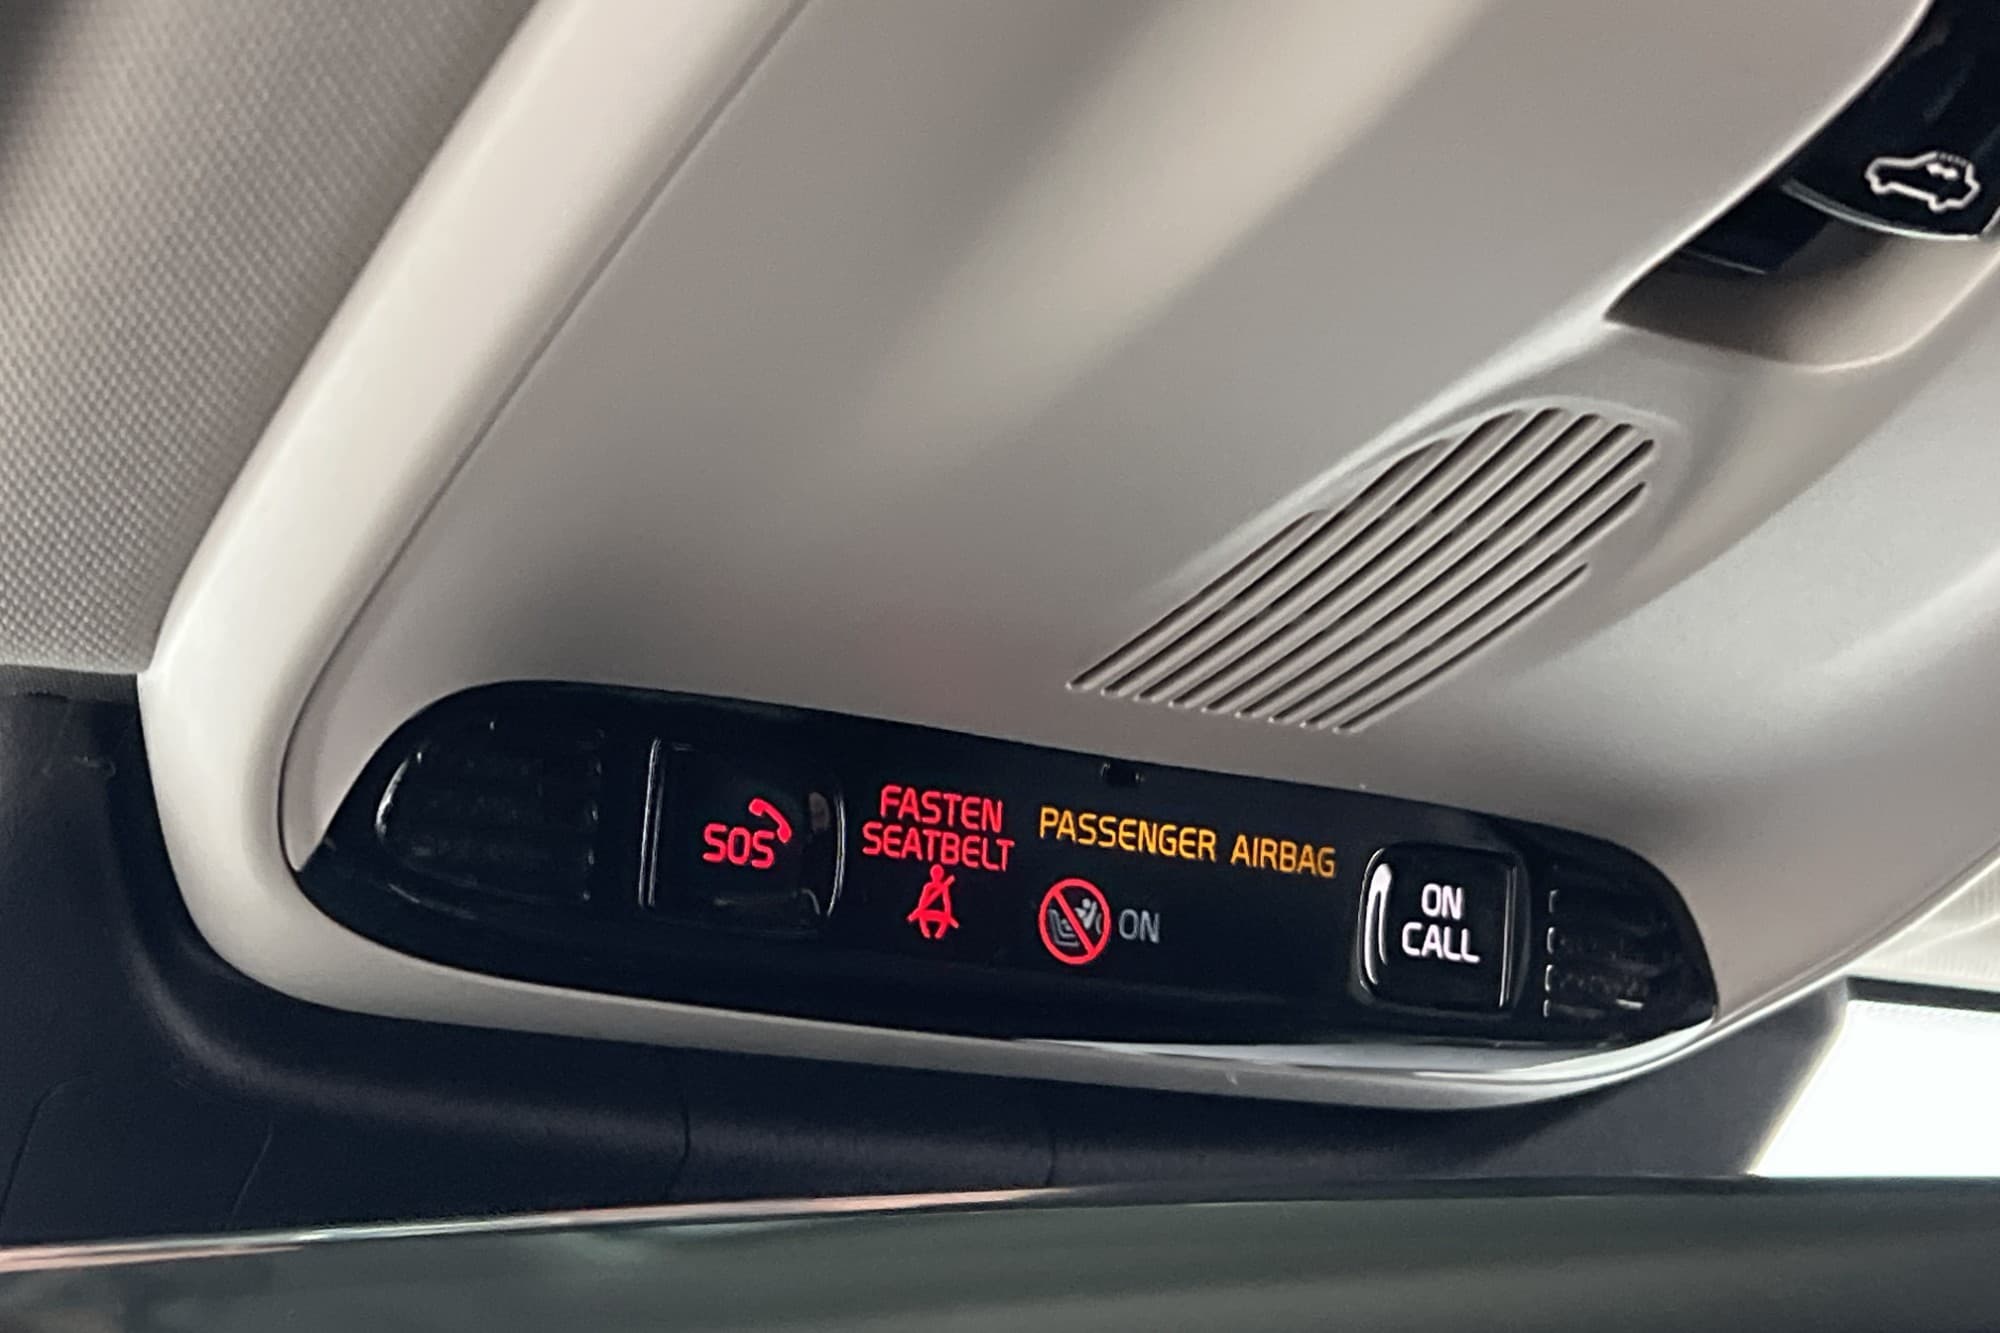 SOS
FASTEN
SEATBELT
PASSENGER AIRBAG
ON
ON
CALL